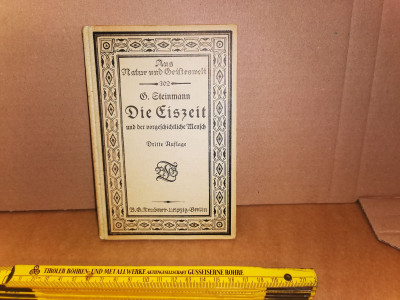 Aus
Natur und Geisteswelt
302
G. Steinmann
Die Eiszeit
und der vorgeschichtliche Mensch
Dritte Auflage
B.G.Teubner·Leipzig·Berlin
TIROLER RÖHREN- UND METALLWERKE AKTIENGESELLSCHAFT GUSSEISERNE ROHRE